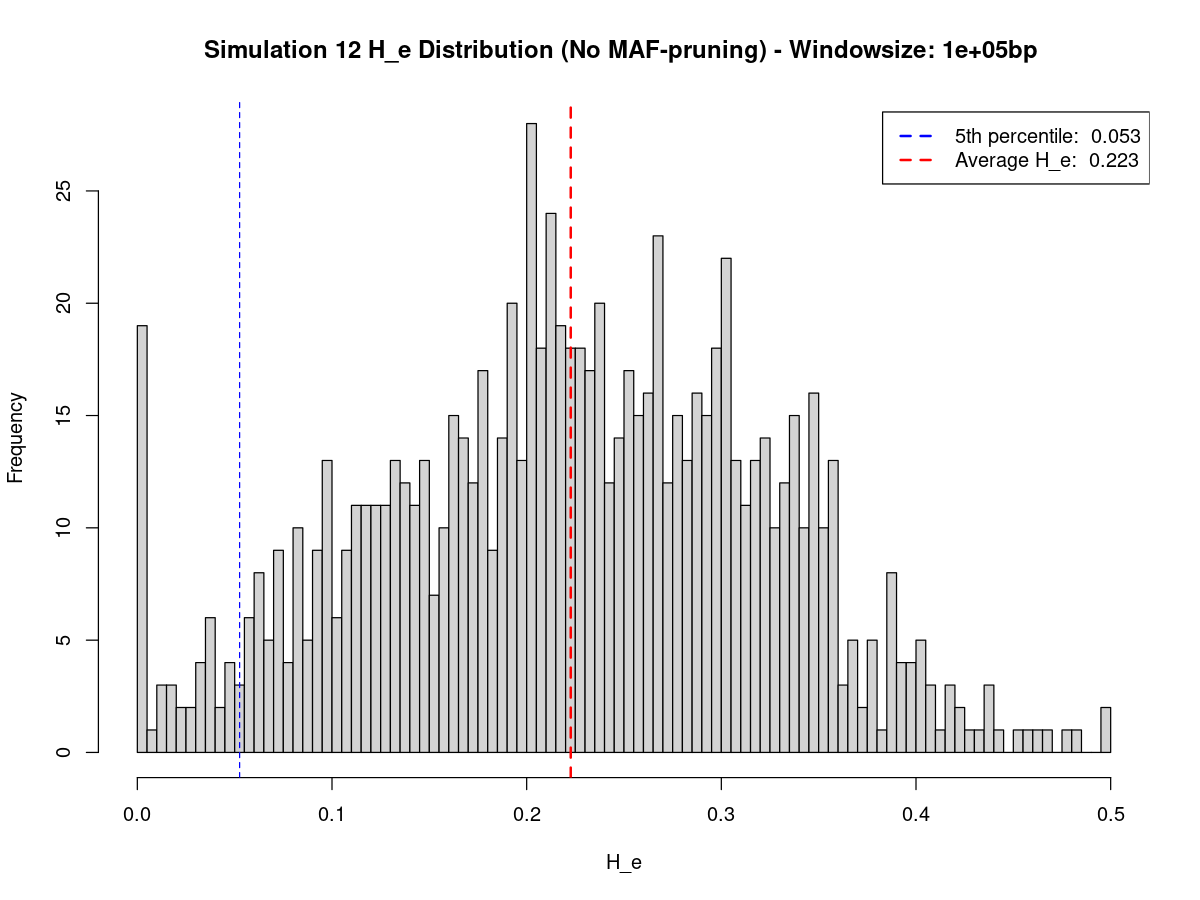 Simulation 12 H_e Distribution (No MAF-pruning) - Windowsize: 1e+05bp
5th percentile:  0.053
Average H_e:  0.223
Frequency
25
20
15
10
5
0
0.0 0.1 0.2 0.3 0.4 0.5
H_e